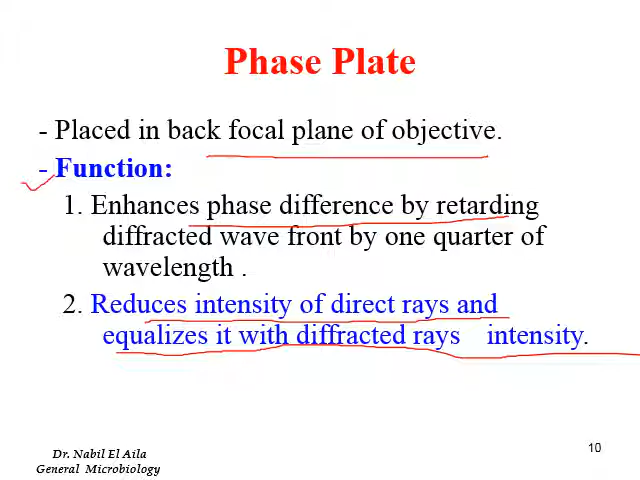 Phase Plate
- Placed in back focal plane of objective.
- Function:
1. Enhances phase difference by retarding
diffracted wave front by one quarter of
wavelength .
2. Reduces intensity of direct rays and
equalizes it with diffracted rays intensity.
Dr. Nabil El Aila
General Microbiology
10